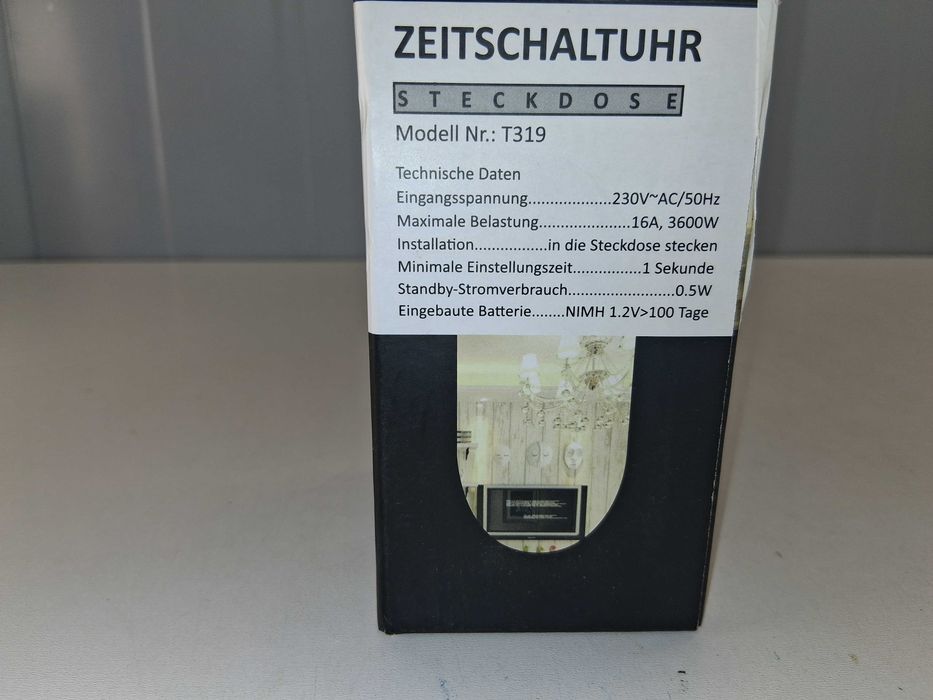 ZEITSCHALTUHR
STECKDOSE
Modell Nr.: T319
Technische Daten
Eingangsspannung...................230V~AC/50Hz
Maximale Belastung.....................16A, 3600W
Installation.................in die Steckdose stecken
Minimale Einstellungszeit................1 Sekunde
Standby-Stromverbrauch.........................0.5W
Eingebaute Batterie........NIMH 1.2V>100 Tage